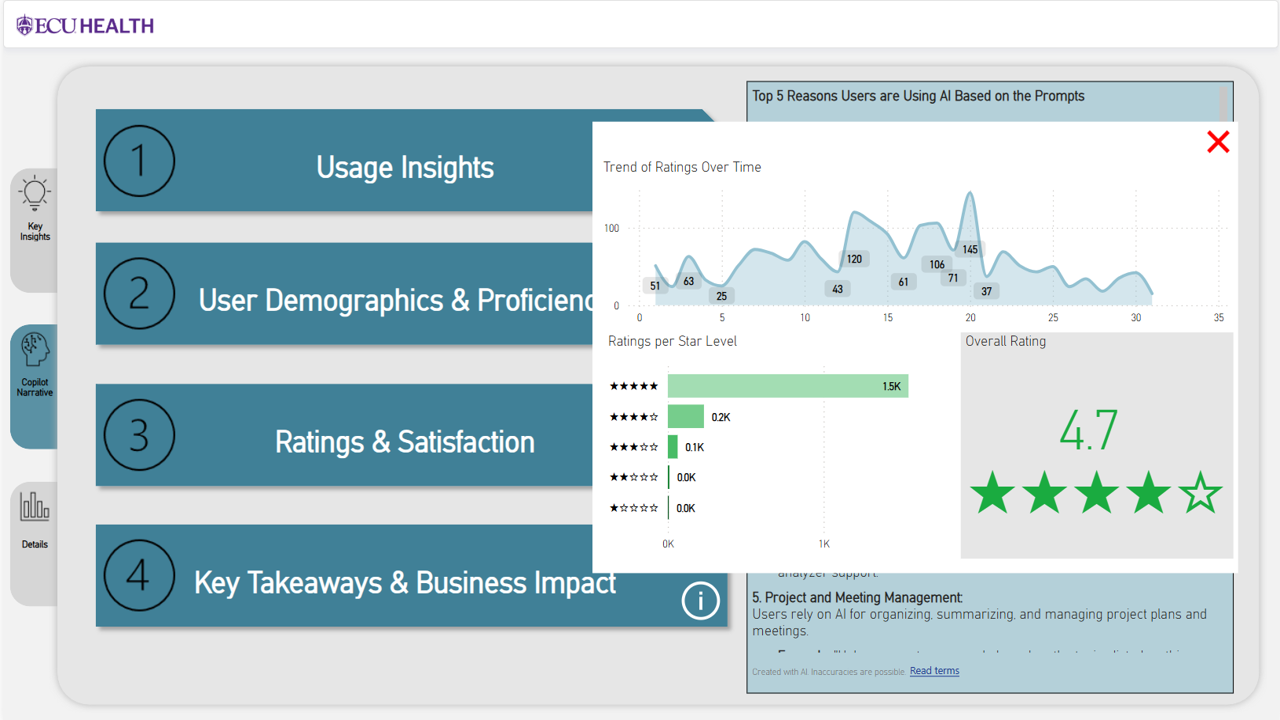 ECU HEALTH
Key
Insights
Copilot
Narrative
Details
1
Usage Insights
2
User Demographics & Proficienc
3
Ratings & Satisfaction
4
Key Takeaways & Business Impact
i
Top 5 Reasons Users are Using AI Based on the Prompts
Trend of Ratings Over Time
100
0
51
63
25
120
43
61
106
71
145
37
0
5
10
15
20
25
30
35
Ratings per Star Level
★★★★★ 1.5K
★★★★☆ 0.2K
★★★☆☆ 0.1K
★★☆☆☆ 0.0K
★☆☆☆☆ 0.0K
0K
1K
Overall Rating
4.7
★★★★☆
analyzer support.
5. Project and Meeting Management:
Users rely on AI for organizing, summarizing, and managing project plans and
meetings.
Created with AI. Inaccuracies are possible. Read terms